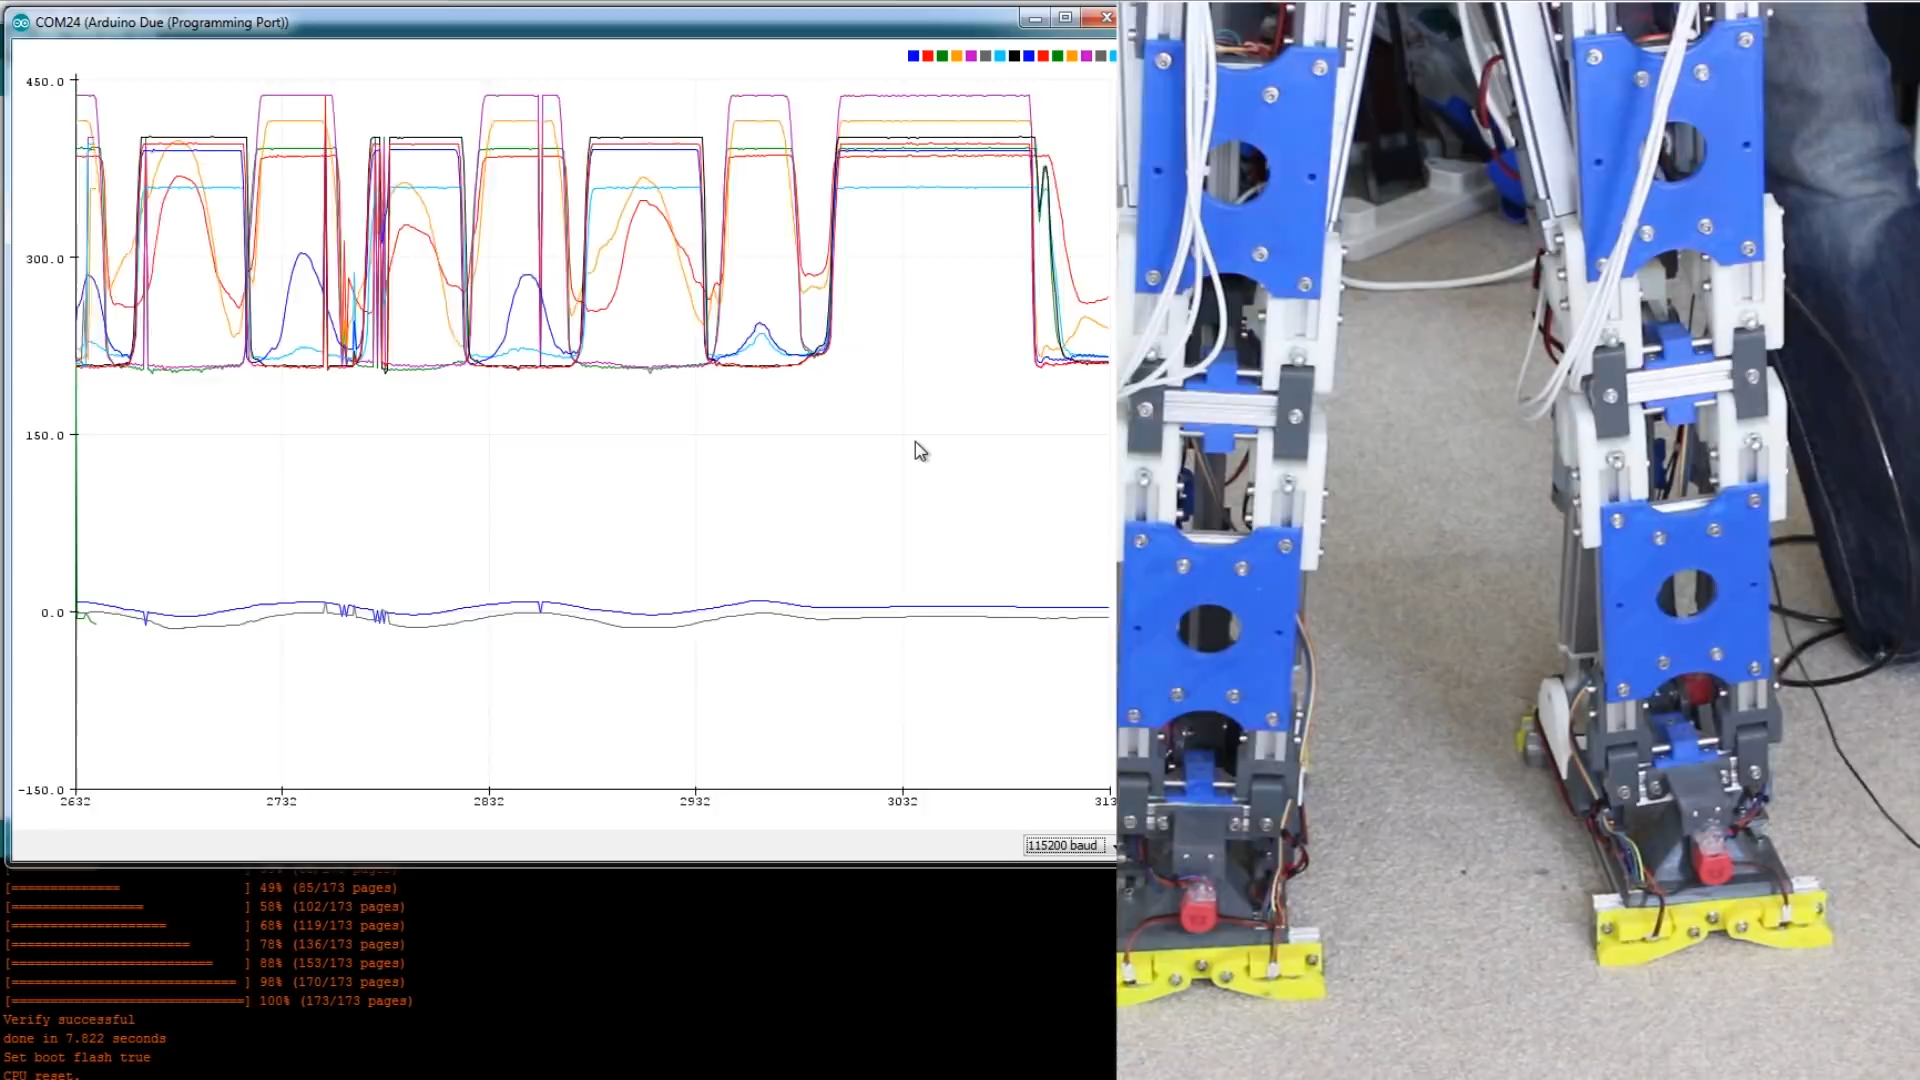 COM24 (Arduino Due (Programming Port))
450.0
300.0
150.0
0.0
-150.0
2632 2732 2832 2932 3032 313
115200 baud
[============== ] 49% (85/173 pages)
[================= ] 58% (102/173 pages)
[==================== ] 68% (119/173 pages)
[======================= ] 78% (136/173 pages)
[========================== ] 88% (153/173 pages)
[============================= ] 98% (170/173 pages)
[==============================] 100% (173/173 pages)
Verify successful
done in 7.822 seconds
Set boot flash true
CPU reset.